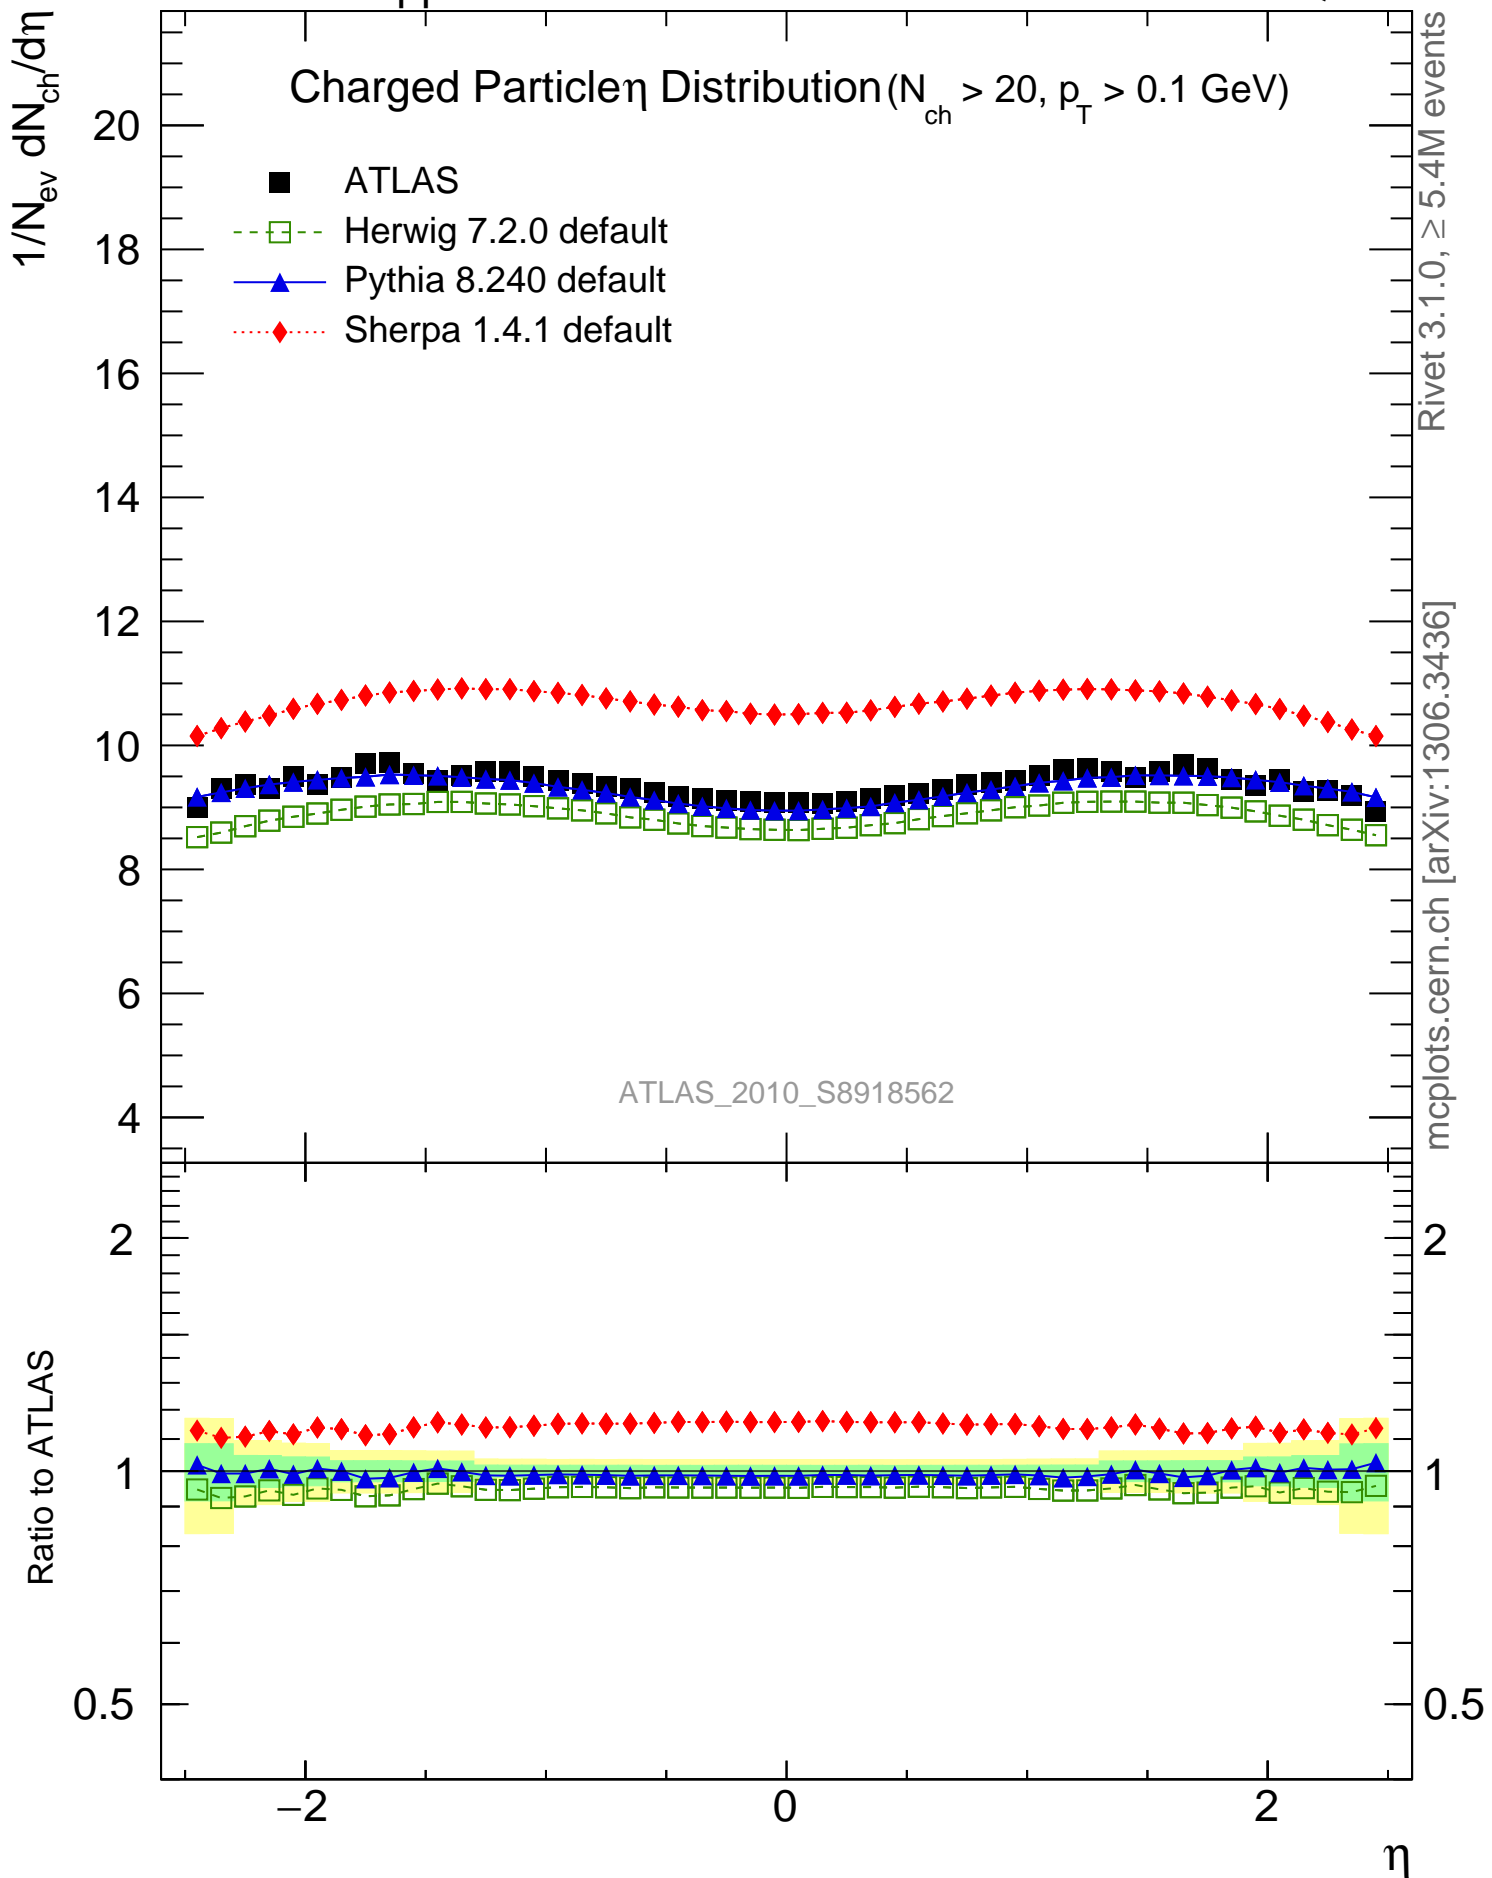 Charged Particleη Distribution (N_ch > 20, p_T > 0.1 GeV)
1/N_ev dN_ch/dη
ATLAS
Herwig 7.2.0 default
Pythia 8.240 default
Sherpa 1.4.1 default
20
18
16
14
12
10
8
6
4
ATLAS_2010_S8918562
Rivet 3.1.0, ≥ 5.4M events
mcplots.cern.ch [arXiv:1306.3436]
Ratio to ATLAS
2
1
0.5
2
1
0.5
−2
0
2
η